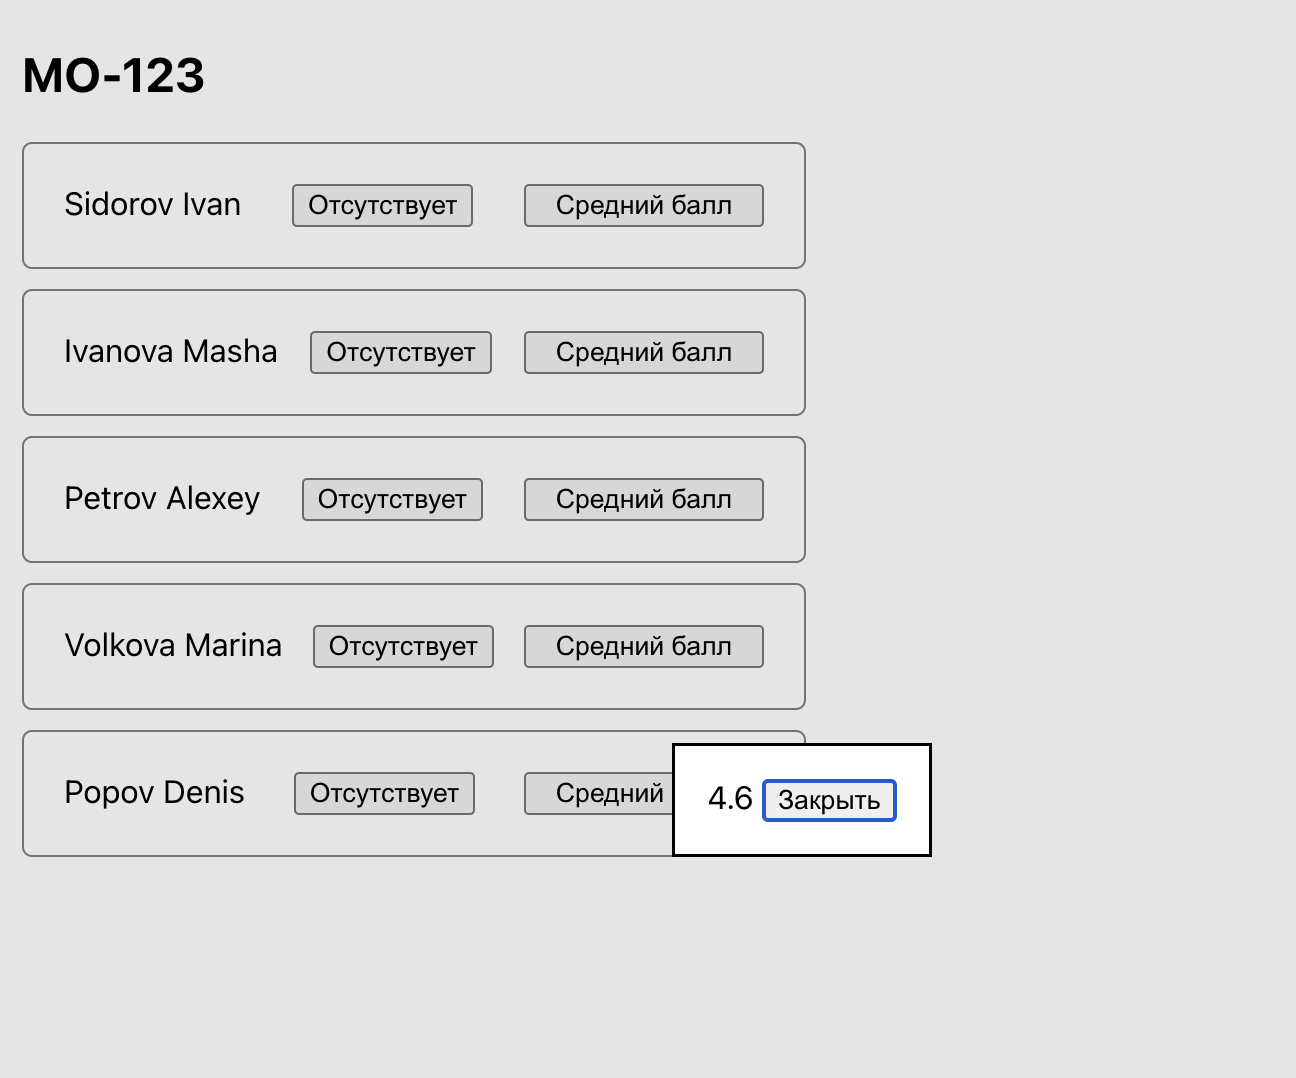 MO-123
Sidorov Ivan Отсутствует Средний балл
Ivanova Masha Отсутствует Средний балл
Petrov Alexey Отсутствует Средний балл
Volkova Marina Отсутствует Средний балл
Popov Denis Отсутствует Средний 4.6 Закрыть